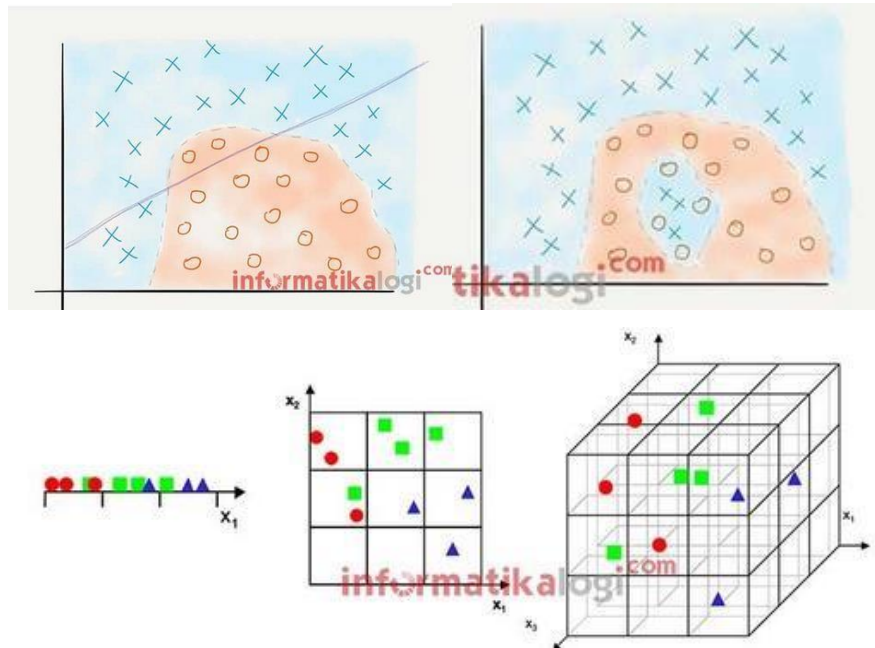 informatikalogi.com
tikalogi.com
x₂
x₂
x₁
x₁
informatikalogi.com
x₁
x₃